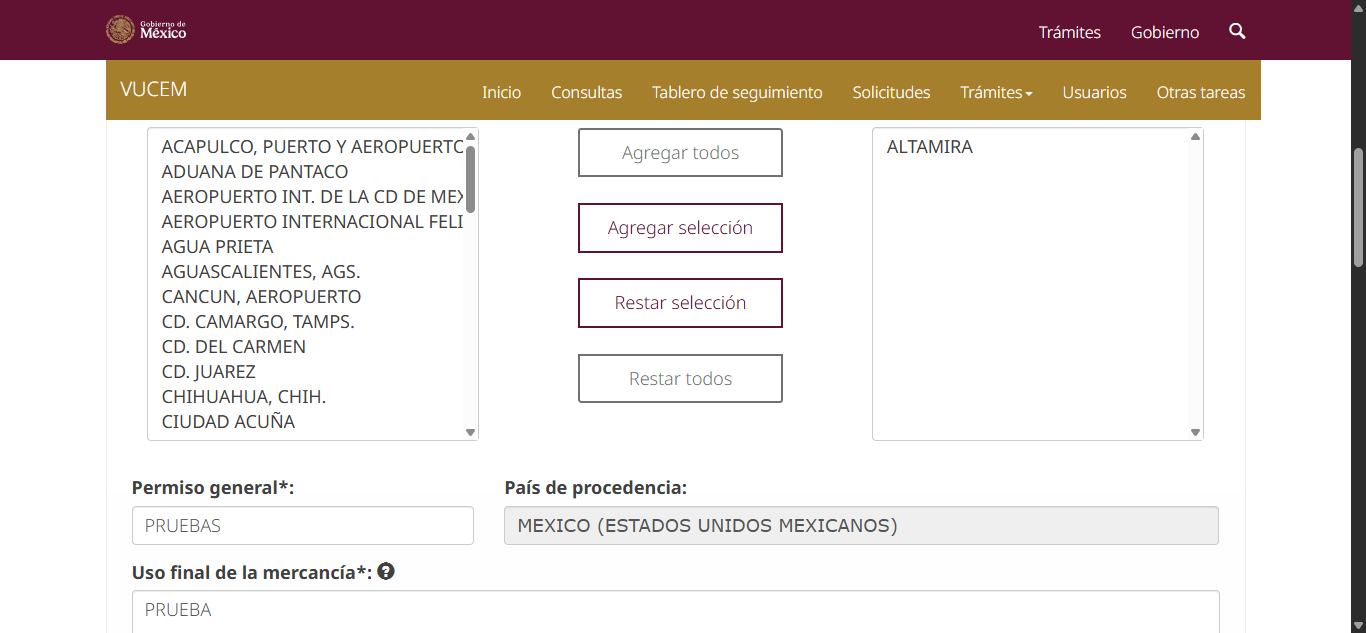 Gobierno de
México
Trámites Gobierno
VUCEM
Inicio Consultas Tablero de seguimiento Solicitudes Trámites Usuarios Otras tareas
ACAPULCO, PUERTO Y AEROPUERTO
ADUANA DE PANTACO
AEROPUERTO INT. DE LA CD DE MEX
AEROPUERTO INTERNACIONAL FELI
AGUA PRIETA
AGUASCALIENTES, AGS.
CANCUN, AEROPUERTO
CD. CAMARGO, TAMPS.
CD. DEL CARMEN
CD. JUAREZ
CHIHUAHUA, CHIH.
CIUDAD ACUÑA
Agregar todos
Agregar selección
Restar selección
Restar todos
ALTAMIRA
Permiso general*:
PRUEBAS
País de procedencia:
MEXICO (ESTADOS UNIDOS MEXICANOS)
Uso final de la mercancía*: ?
PRUEBA